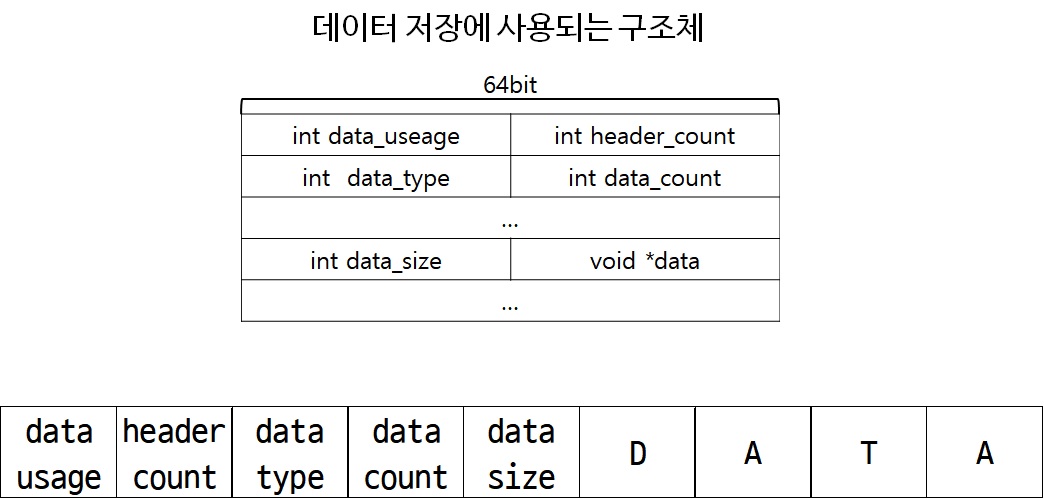 데이터 저장에 사용되는 구조체
64bit
int data_useage int header_count
int data_type int data_count
...
int data_size void *data
...
data header data data data D A T A
usage count type count size